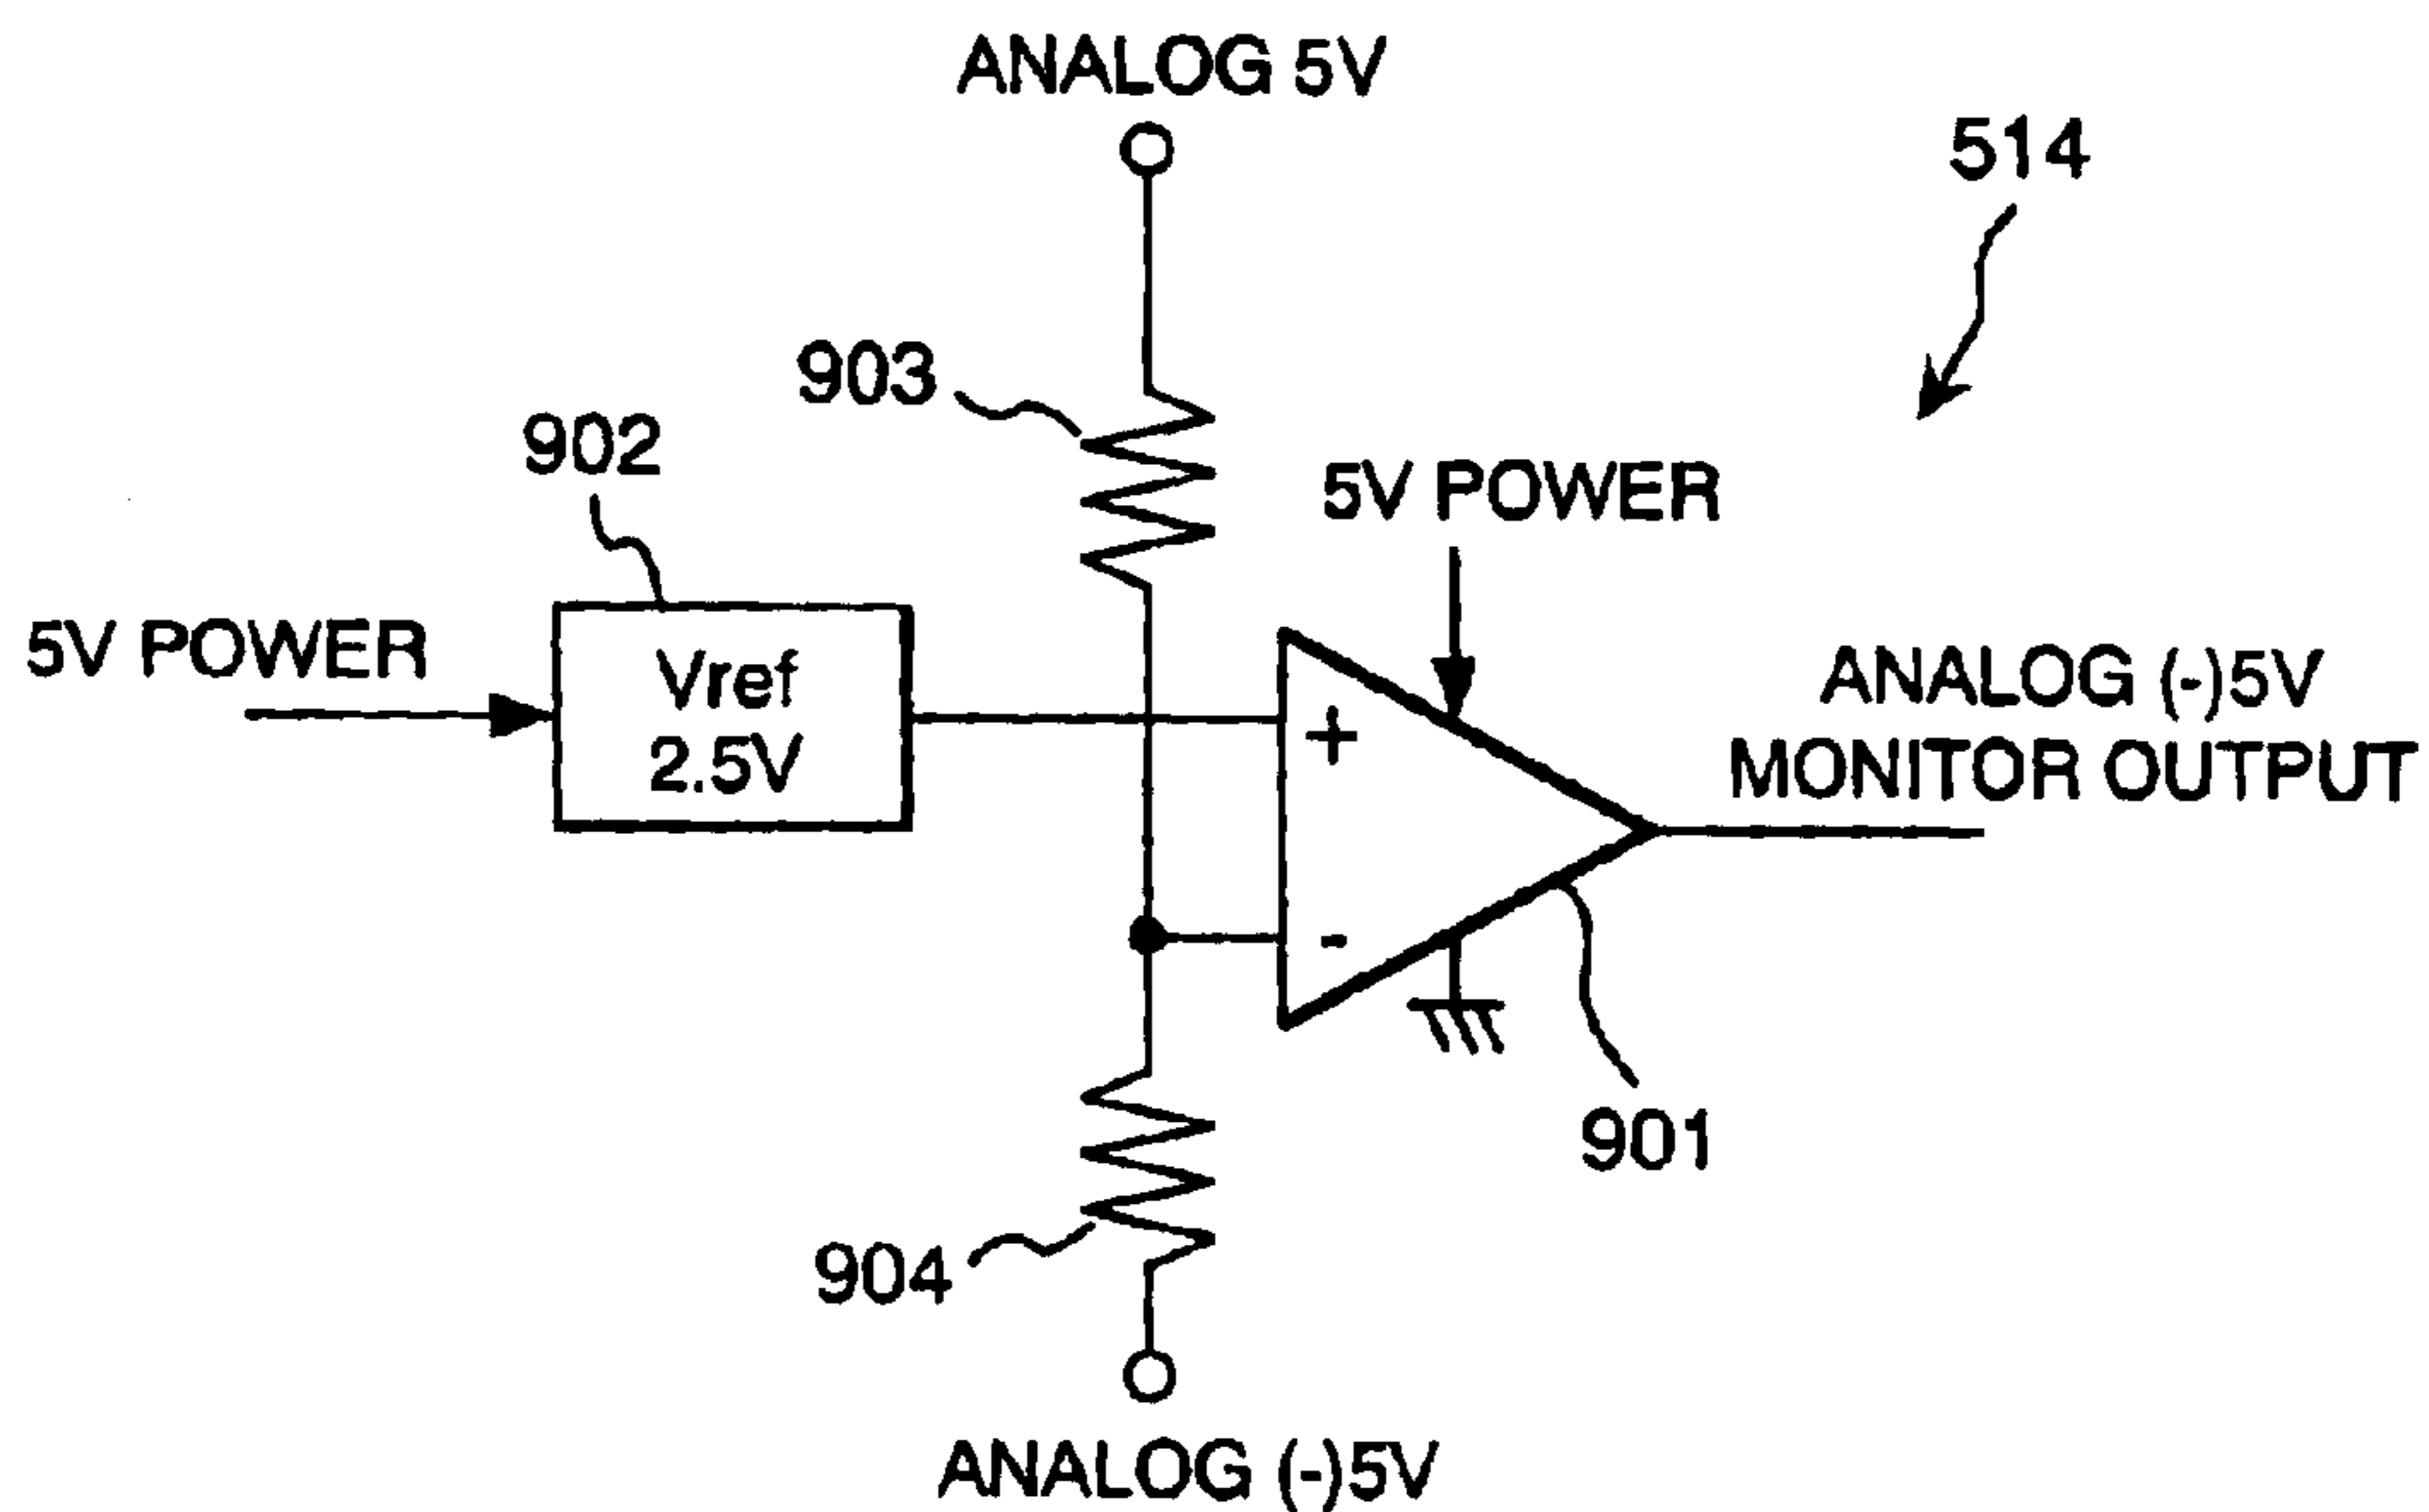 ANALOG 5V
514
903
902
5V POWER
5V POWER
Vref
2.5V
ANALOG (-)5V
MONITOR OUTPUT
+
-
901
904
ANALOG (-)5V